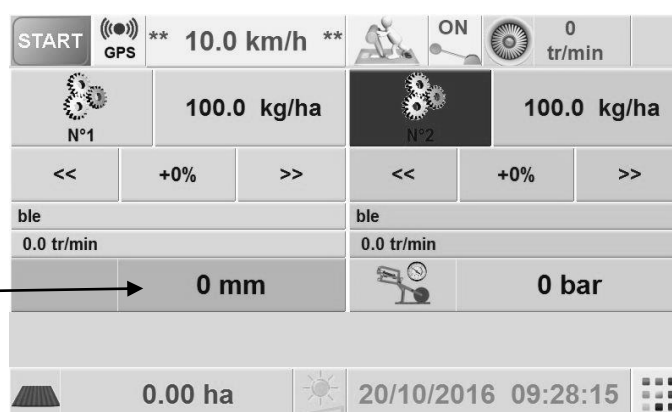 START GPS ** 10.0 km/h ** ON 0 tr/min
N°1 100.0 kg/ha N°2 100.0 kg/ha
<< +0% >> << +0% >>
ble ble
0.0 tr/min 0.0 tr/min
0 mm 0 bar
0.00 ha 20/10/2016 09:28:15